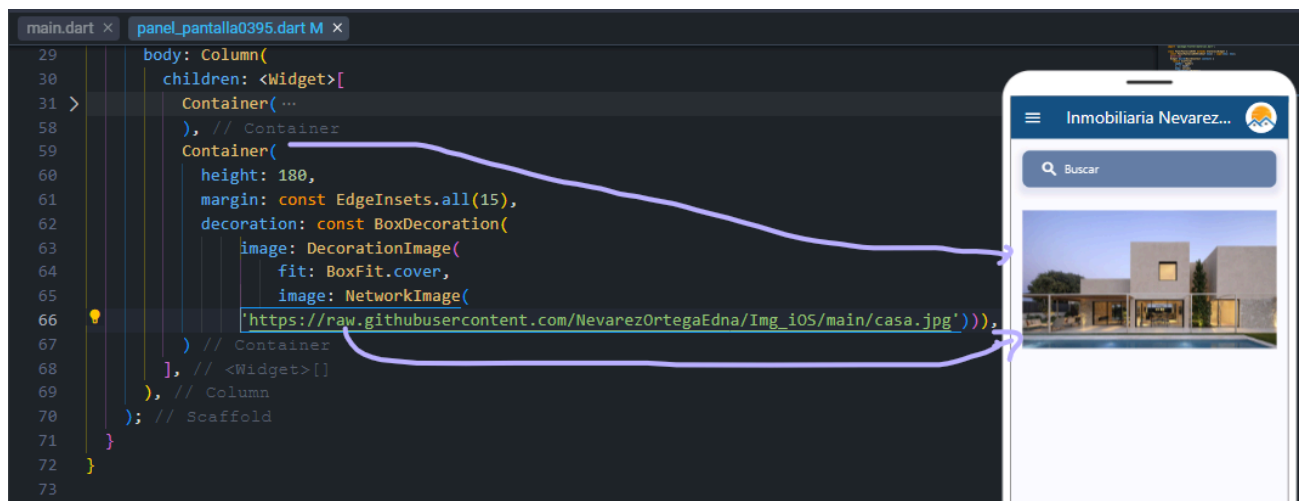 main.dart × panel_pantalla0395.dart M ×
29 body: Column(
30 children: <Widget>[
31 > Container( ⋯
58 ), // Container
59 Container(
60 height: 180,
61 margin: const EdgeInsets.all(15),
62 decoration: const BoxDecoration(
63 image: DecorationImage(
64 fit: BoxFit.cover,
65 image: NetworkImage(
66 'https://raw.githubusercontent.com/NevarezOrtegaEdna/Img_iOS/main/casa.jpg'))),
67 ) // Container
68 ], // <Widget>[]
69 ), // Column
70 ); // Scaffold
71 }
72 }
73
Inmobiliaria Nevarez...
Buscar